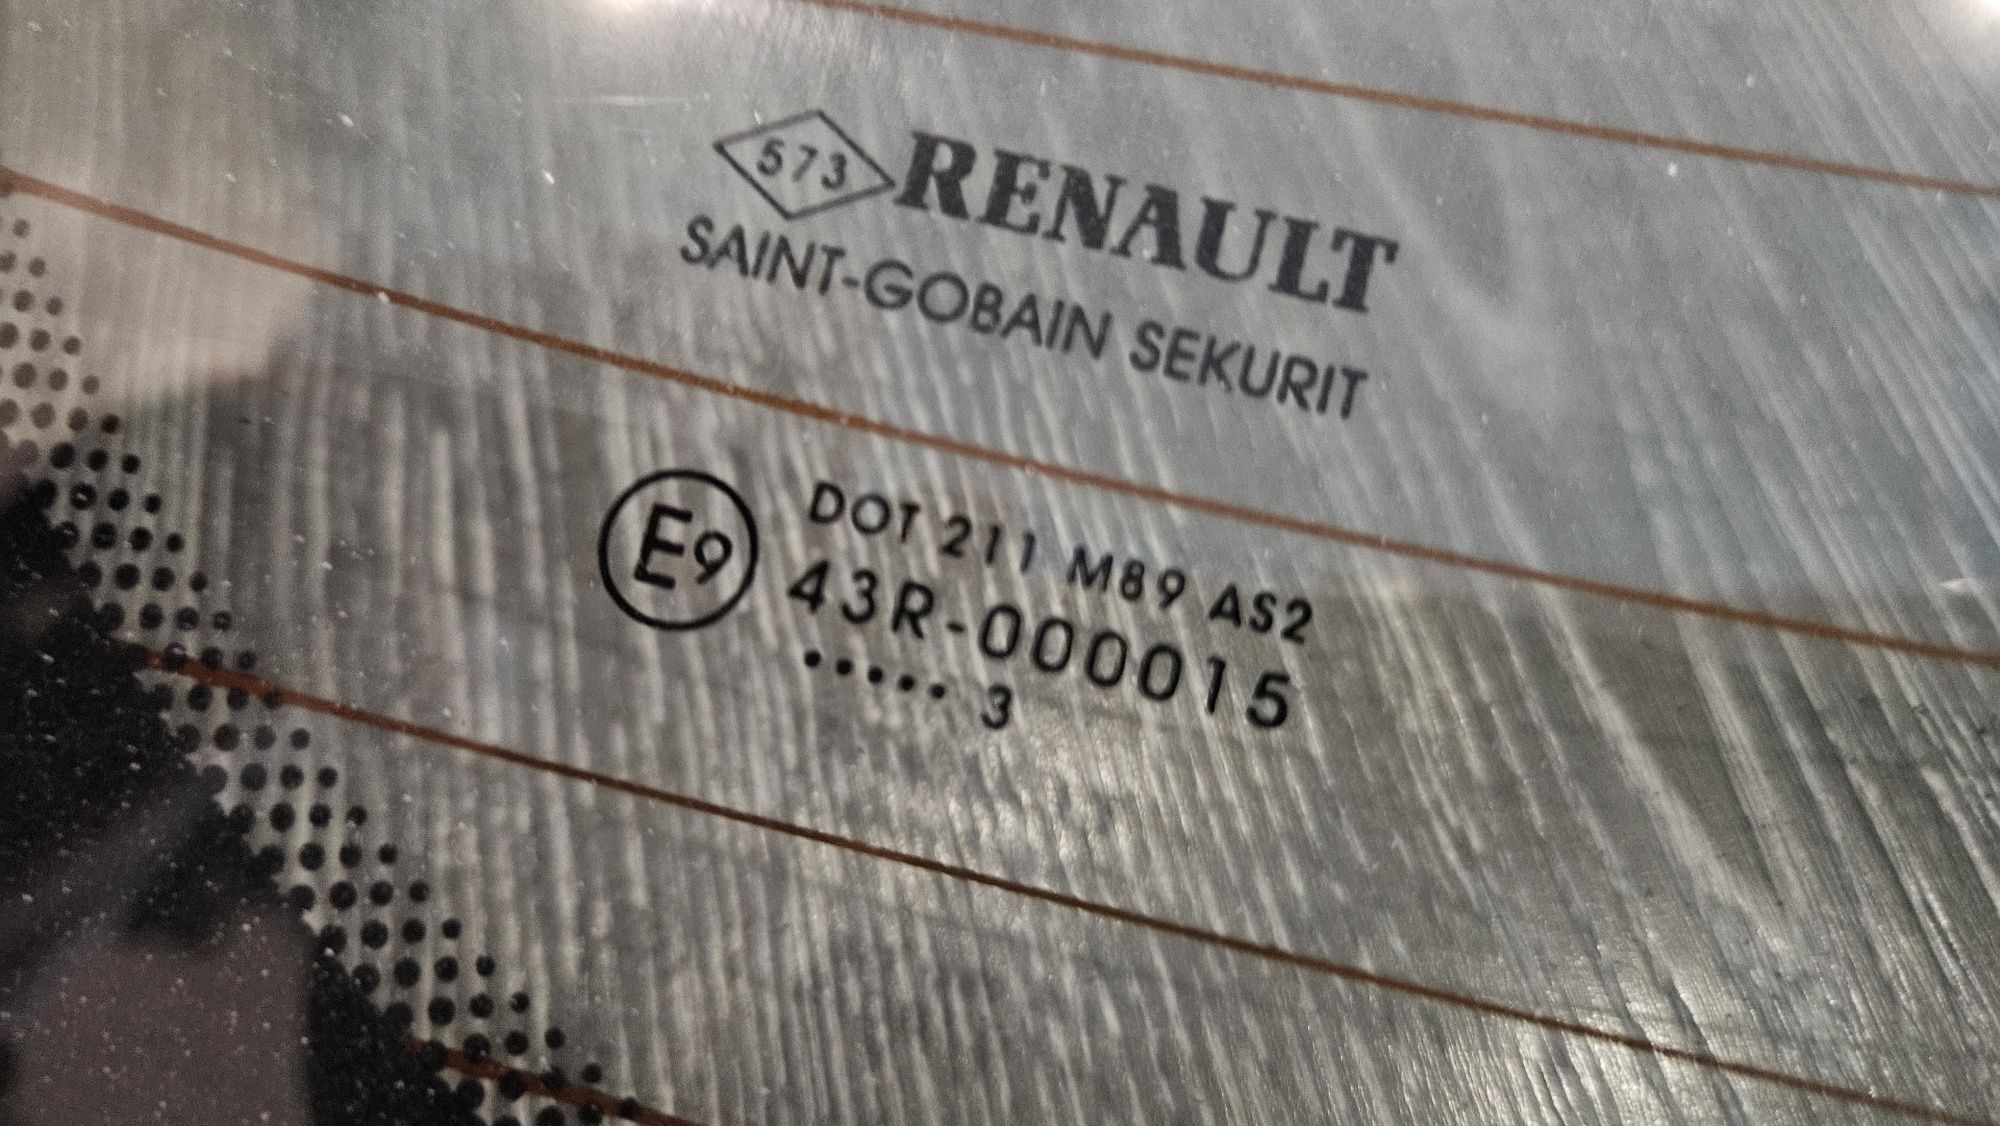 573 RENAULT
SAINT-GOBAIN SEKURIT
E9
DOT 211 M89 AS2
43R-000015
..... 3